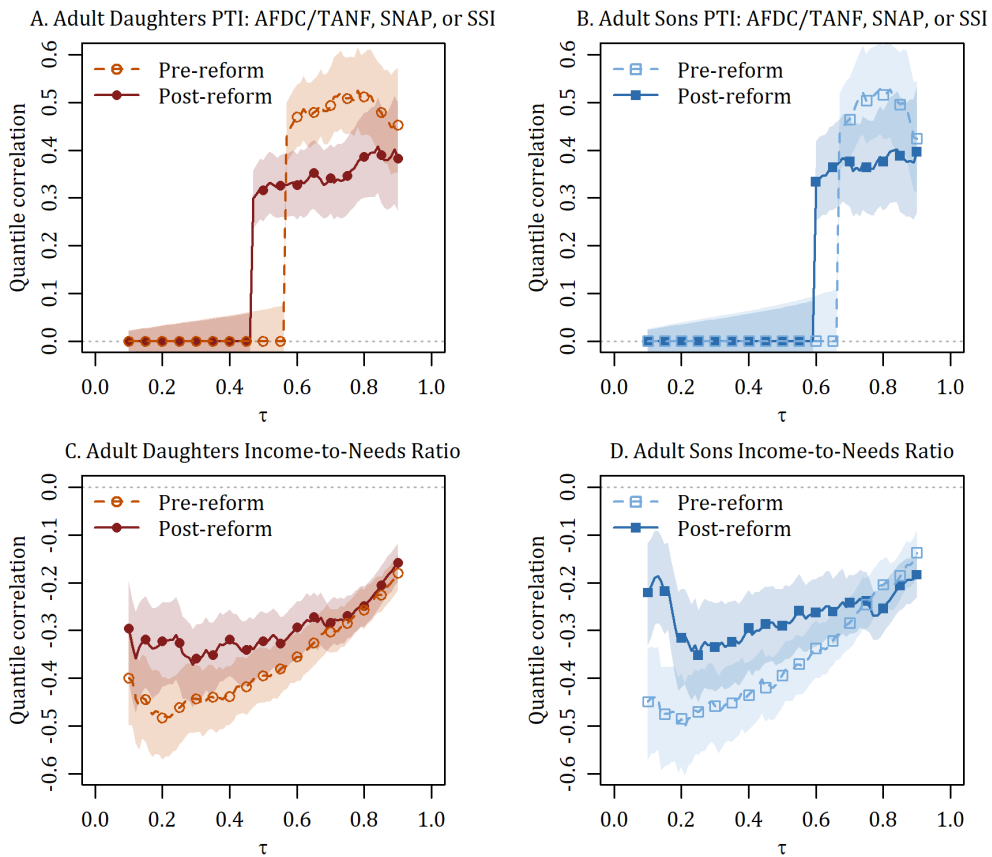 A. Adult Daughters PTI: AFDC/TANF, SNAP, or SSI
Quantile correlation
0.6
0.5
0.4
0.3
0.2
0.1
0.0
Pre-reform
Post-reform
0.0 0.2 0.4 0.6 0.8 1.0
τ
B. Adult Sons PTI: AFDC/TANF, SNAP, or SSI
Quantile correlation
0.6
0.5
0.4
0.3
0.2
0.1
0.0
Pre-reform
Post-reform
0.0 0.2 0.4 0.6 0.8 1.0
τ
C. Adult Daughters Income-to-Needs Ratio
Quantile correlation
0.0
-0.1
-0.2
-0.3
-0.4
-0.5
-0.6
Pre-reform
Post-reform
0.0 0.2 0.4 0.6 0.8 1.0
τ
D. Adult Sons Income-to-Needs Ratio
Quantile correlation
0.0
-0.1
-0.2
-0.3
-0.4
-0.5
-0.6
Pre-reform
Post-reform
0.0 0.2 0.4 0.6 0.8 1.0
τ